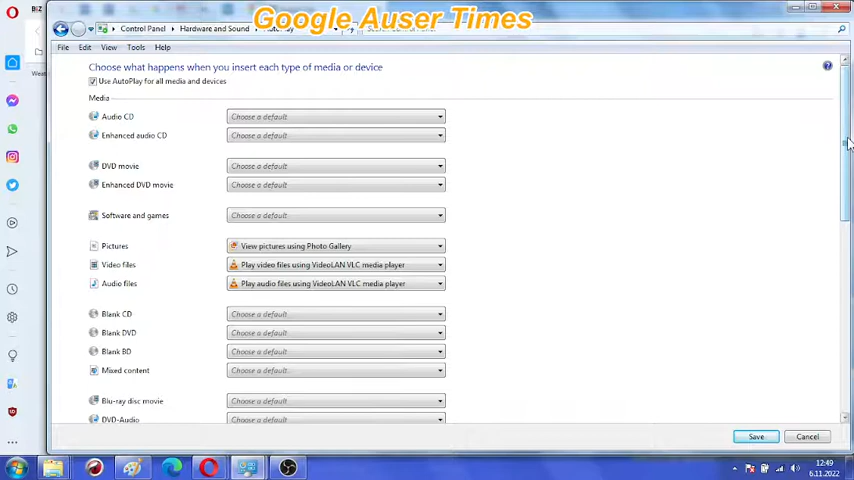 Google Auser Times
BIZ
Control Panel
Hardware and Sound
File Edit View Tools Help
Choose what happens when you insert each type of media or device
Use AutoPlay for all media and devices
Media
Audio CD Choose a default
Enhanced audio CD Choose a default
DVD movie Choose a default
Enhanced DVD movie Choose a default
Software and games Choose a default
Pictures View pictures using Photo Gallery
Video files Play video files using VideoLAN VLC media player
Audio files Play audio files using VideoLAN VLC media player
Blank CD Choose a default
Blank DVD Choose a default
Blank BD Choose a default
Mixed content Choose a default
Blu-ray disc movie Choose a default
DVD-Audio Choose a default
Save Cancel
12:49
6.11.2022